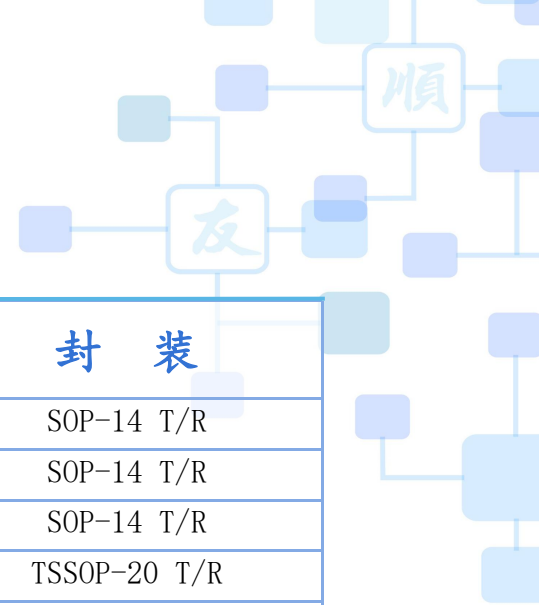 順
友
封 装
SOP-14 T/R
SOP-14 T/R
SOP-14 T/R
TSSOP-20 T/R